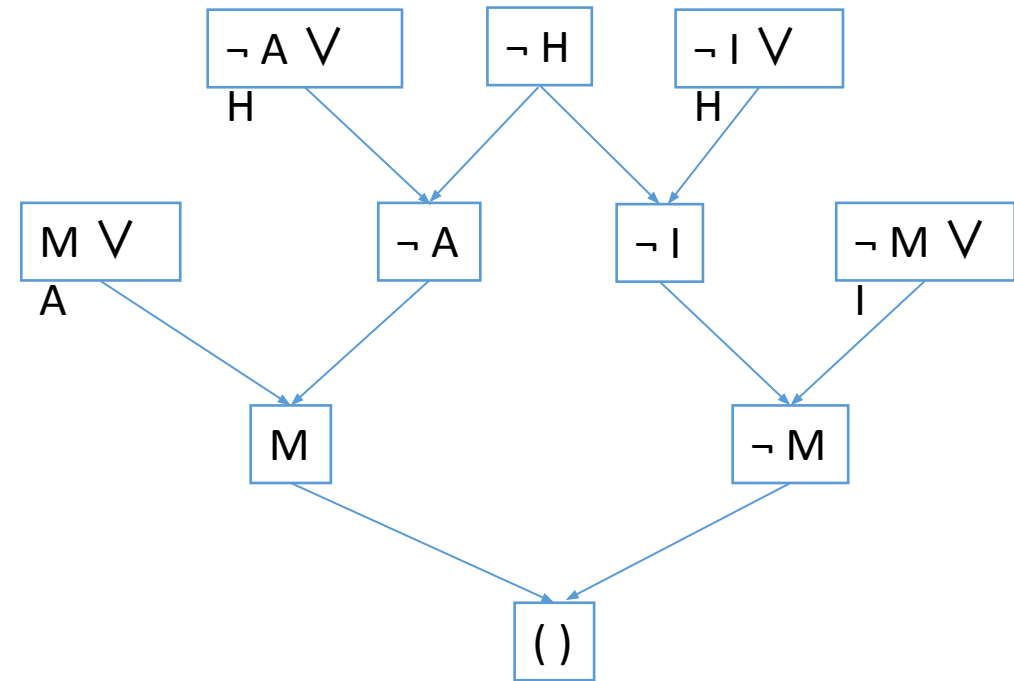 ¬ A ∨
H
¬ H
¬ I ∨
H
M ∨
A
¬ A
¬ I
¬ M ∨
I
M
¬ M
( )